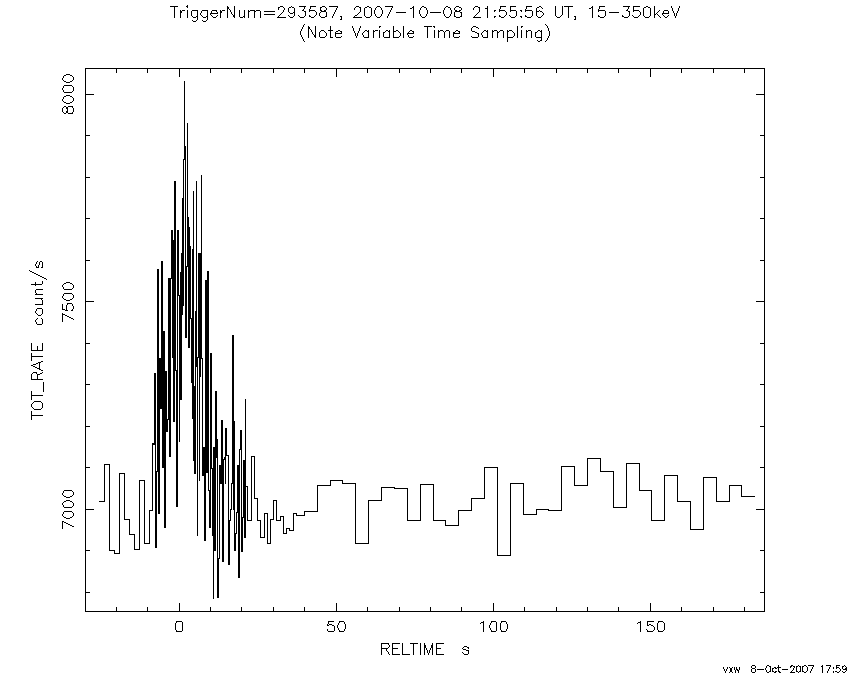 TriggerNum=293587, 2007-10-08 21:55:56 UT, 15-350keV
(Note Variable Time Sampling)
TOT_RATE count/s
8000
7500
7000
0 50 100 150
RELTIME s
vxw 8-Oct-2007 17:59